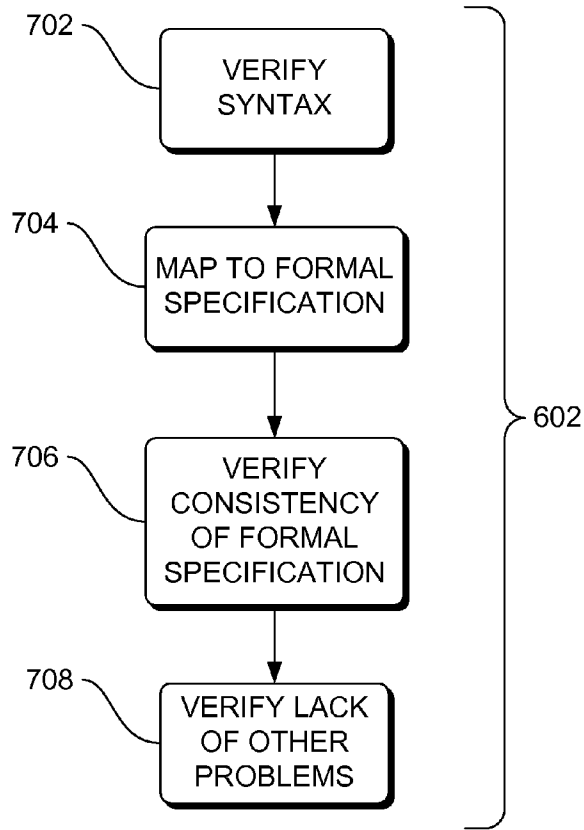 702
VERIFY
SYNTAX
704
MAP TO FORMAL
SPECIFICATION
602
706
VERIFY
CONSISTENCY
OF FORMAL
SPECIFICATION
708
VERIFY LACK
OF OTHER
PROBLEMS